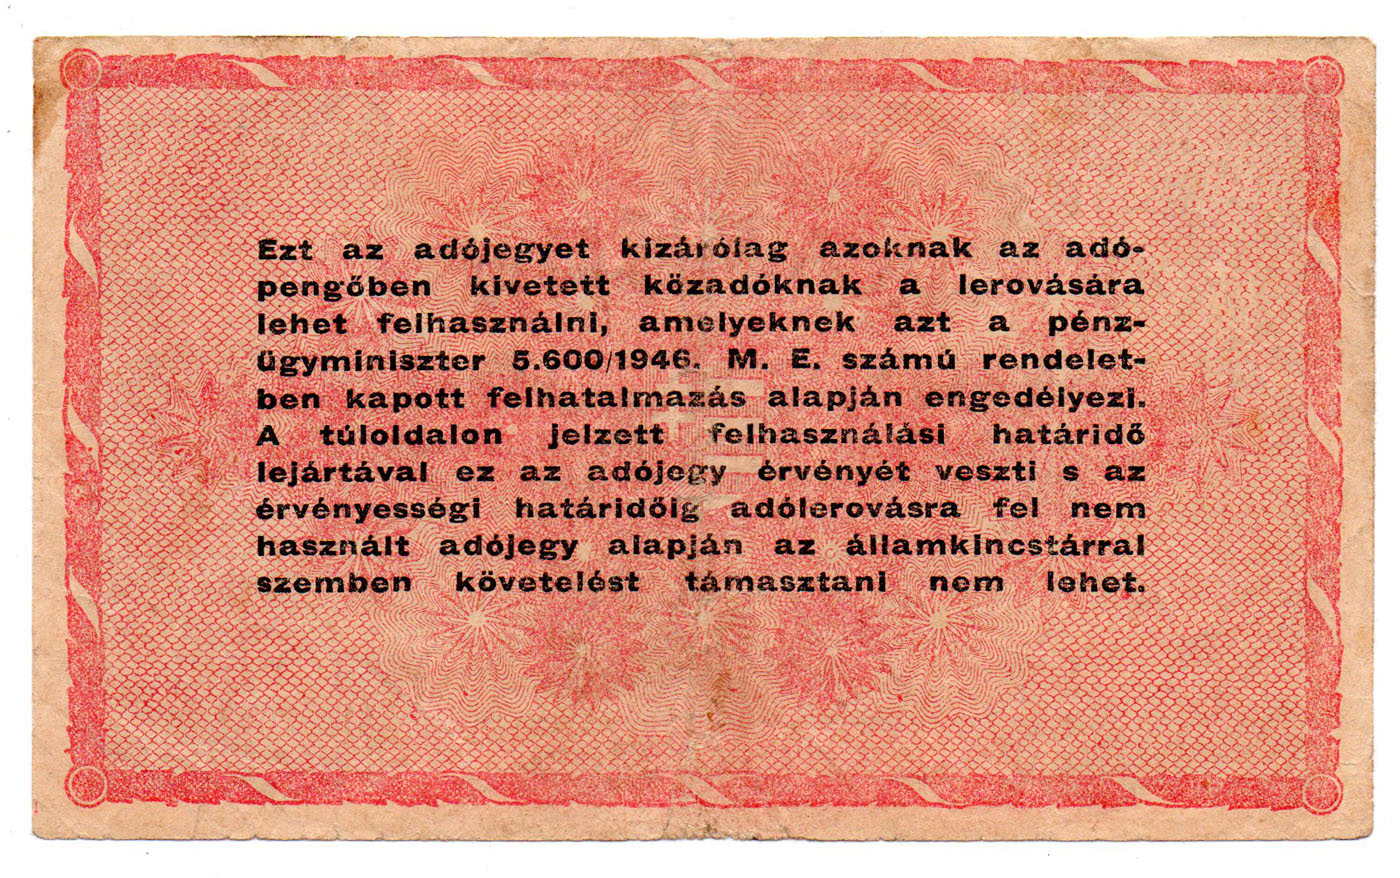 Ezt az adójegyet kizárólag azoknak az adó-
pengőben kivetett közadóknak a lerovására
lehet felhasználni, amelyeknek azt a pénz-
ügyminiszter 5.600/1946. M. E. számú rendelet-
ben kapott felhatalmazás alapján engedélyezi.
A túloldalon jelzett felhasználási határidő
lejártával ez az adójegy érvényét veszti s az
érvényességi határidőig adólerovásra fel nem
használt adójegy alapján az államkincstárral
szemben követelést támasztani nem lehet.